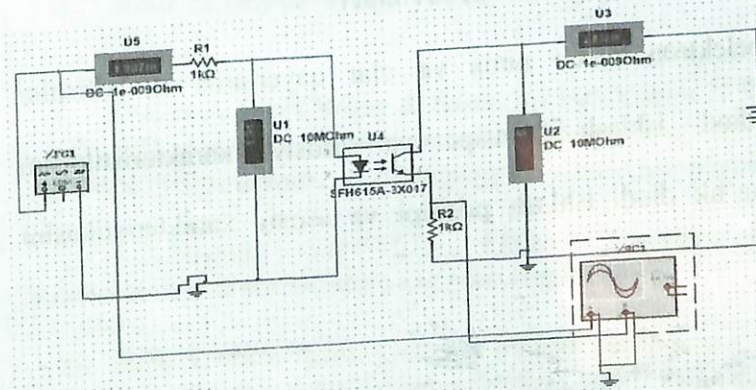 U5
R1
1kΩ
DC 1e-009Ohm
U3
DC 1e-009Ohm
U1
DC 10MOhm
U4
U2
DC 10MOhm
XFG1
SFH615A-3X017
R2
1kΩ
XSC1